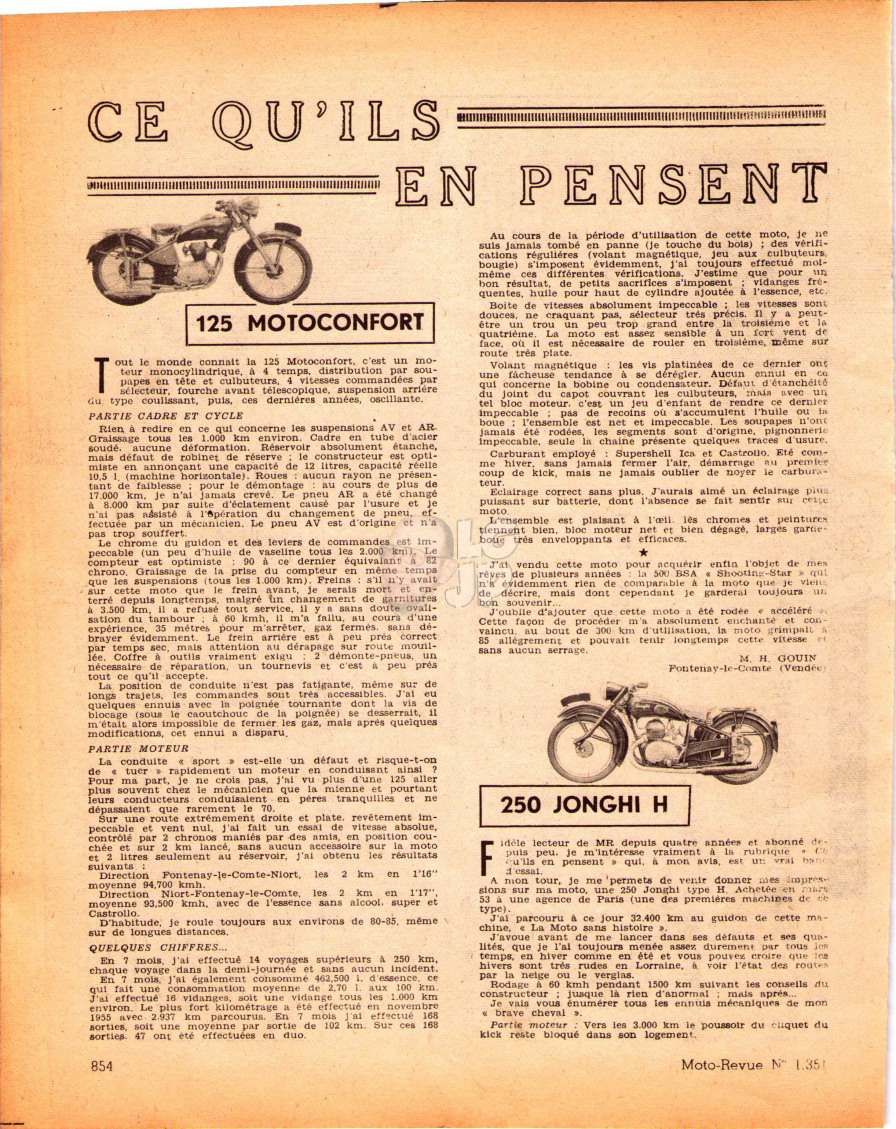 CE QU'ILS
EN PENSENT
125 MOTOCONFORT
Tout le monde connait la 125 Motoconfort, c'est un mo-
teur monocylindrique, à 4 temps, distribution par sou-
papes en tête et culbuteurs, 4 vitesses commandées par
sélecteur, fourche avant télescopique, suspension arrière
du type coulissant, puis, ces dernières années, oscillante.
PARTIE CADRE ET CYCLE
Rien à redire en ce qui concerne les suspensions AV et AR.
Graissage tous les 1.000 km environ. Cadre en tube d'acier
soudé, aucune déformation. Réservoir absolument étanche,
mais défaut de robinet de réserve ; le constructeur est opti-
miste en annonçant une capacité de 12 litres, capacité réelle
10,5 l. (machine horizontale). Roues : aucun rayon ne présen-
tant de faiblesse ; pour le démontage : au cours de plus de
17.000 km, je n'ai jamais crevé. Le pneu AR a été changé
à 8.000 km par suite d'éclatement causé par l'usure et je
n'ai pas assisté à l'opération du changement de pneu, ef-
fectuée par un mécanicien. Le pneu AV est d'origine et n'a
pas trop souffert.
Le chrome du guidon et des leviers de commandes est im-
peccable (un peu d'huile de vaseline tous les 2.000 km). Le
compteur est optimiste : 90 à ce dernier équivalent à 82
chrono. Graissage de la prise du compteur en même temps
que les suspensions (tous les 1.000 km). Freins : s'il n'y avait
sur cette moto que le frein avant, je serais mort et en-
terré depuis longtemps, malgré un changement de garnitures
à 3.500 km, il a refusé tout service, il y a sans doute ovali-
sation du tambour ; à 60 kmh, il m'a fallu, au cours d'une
expérience, 35 mètres pour m'arrêter, gaz fermés, sans dé-
brayer évidemment. Le frein arrière est à peu près correct
par temps sec, mais attention au dérapage sur route mouil-
lée. Coffre à outils vraiment exigu : 2 démonte-pneus, un
nécessaire de réparation, un tournevis et c'est à peu près
tout ce qu'il accepte.
La position de conduite n'est pas fatigante, même sur de
longs trajets, les commandes sont très accessibles. J'ai eu
quelques ennuis avec la poignée tournante dont la vis de
blocage (sous le caoutchouc de la poignée) se desserrait, il
m'était alors impossible de fermer les gaz, mais après quelques
modifications, cet ennui a disparu.
PARTIE MOTEUR
La conduite « sport » est-elle un défaut et risque-t-on
de « tuer » rapidement un moteur en conduisant ainsi ?
Pour ma part, je ne crois pas, j'ai vu plus d'une 125 aller
plus souvent chez le mécanicien que la mienne et pourtant
leurs conducteurs conduisaient en pères tranquilles et ne
dépassaient que rarement le 70.
Sur une route extrêmement droite et plate, revêtement im-
peccable et vent nul, j'ai fait un essai de vitesse absolue,
contrôlé par 2 chronos maniés par des amis, en position cou-
chée et sur 2 km lancé, sans aucun accessoire sur la moto
et 2 litres seulement au réservoir, j'ai obtenu les résultats
suivants :
Direction Fontenay-le-Comte-Niort, les 2 km en 1'16''
moyenne 94,700 kmh.
Direction Niort-Fontenay-le-Comte, les 2 km en 1'17'',
moyenne 93,500 kmh, avec de l'essence sans alcool, super et
Castrollo.
D'habitude, je roule toujours aux environs de 80-85, même
sur de longues distances.
QUELQUES CHIFFRES...
En 7 mois, j'ai effectué 14 voyages supérieurs à 250 km,
chaque voyage dans la demi-journée et sans aucun incident.
En 7 mois, j'ai également consommé 462,500 l. d'essence, ce
qui fait une consommation moyenne de 2,70 l. aux 100 km.
J'ai effectué 16 vidanges, soit une vidange tous les 1.000 km
environ. Le plus fort kilométrage a été effectué en novembre
1955 avec 2.937 km parcourus. En 7 mois j'ai effectué 168
sorties, soit une moyenne par sortie de 102 km. Sur ces 168
sorties, 47 ont été effectuées en duo.
Au cours de la période d'utilisation de cette moto, je ne
suis jamais tombé en panne (je touche du bois) ; des vérifi-
cations régulières (volant magnétique, jeu aux culbuteurs,
bougie) s'imposent évidemment, j'ai toujours effectué moi-
même ces différentes vérifications. J'estime que pour un
bon résultat, de petits sacrifices s'imposent ; vidanges fré-
quentes, huile pour haut de cylindre ajoutée à l'essence, etc.
Boîte de vitesses absolument impeccable ; les vitesses sont
douces, ne craquant pas, sélecteur très précis. Il y a peut-
être un trou un peu trop grand entre la troisième et la
quatrième. La moto est assez sensible à un fort vent de
face, où il est nécessaire de rouler en troisième, même sur
route très plate.
Volant magnétique : les vis platinées de ce dernier ont
une fâcheuse tendance à se dérégler. Aucun ennui en ce
qui concerne la bobine ou condensateur. Défaut d'étanchéité
du joint du capot couvrant les culbuteurs, mais avec un
tel bloc moteur, c'est un jeu d'enfant de rendre ce dernier
impeccable ; pas de recoins où s'accumulent l'huile ou la
boue ; l'ensemble est net et impeccable. Les soupapes n'ont
jamais été rodées, les segments sont d'origine, pignonnerie
impeccable, seule la chaîne présente quelques traces d'usure.
Carburant employé : Supershell Ica et Castrollo. Eté com-
me hiver, sans jamais fermer l'air, démarrage au premier
coup de kick, mais ne jamais oublier de noyer le carbura-
teur.
Eclairage correct sans plus. J'aurais aimé un éclairage plus
puissant sur batterie, dont l'absence se fait sentir sur cette
moto.
L'ensemble est plaisant à l'œil, les chromes et peintures
tiennent bien, bloc moteur net et bien dégagé, larges garde-
boue très enveloppants et efficaces.
★
J'ai vendu cette moto pour acquérir enfin l'objet de mes
rêves de plusieurs années : la 500 BSA « Shooting-Star » qui
n'a évidemment rien de comparable à la moto que je viens
de décrire, mais dont cependant je garderai toujours un
bon souvenir...
J'oublie d'ajouter que cette moto a été rodée « accéléré ».
Cette façon de procéder m'a absolument enchanté et con-
vaincu, au bout de 300 km d'utilisation, la moto grimpait à
85 allégrement et pouvait tenir longtemps cette vitesse et
sans aucun serrage.
M. H. GOUIN
Fontenay-le-Comte (Vendée)
250 JONGHI H
Fidèle lecteur de MR depuis quatre années et abonné de-
puis peu, je m'intéresse vraiment à la rubrique « Ce
qu'ils en pensent » qui, à mon avis, est un vrai banc
d'essai.
A mon tour, je me permets de venir donner mes impres-
sions sur ma moto, une 250 Jonghi type H. Achetée en mars
53 à une agence de Paris (une des premières machines de ce
type).
J'ai parcouru à ce jour 32.400 km au guidon de cette ma-
chine, « La Moto sans histoire ».
J'avoue avant de me lancer dans ses défauts et ses qua-
lités, que je l'ai toujours menée assez durement par tous les
temps, en hiver comme en été et vous pouvez croire que les
hivers sont très rudes en Lorraine, à voir l'état des routes
par la neige ou le verglas.
Rodage à 60 kmh pendant 1500 km suivant les conseils du
constructeur ; jusque là rien d'anormal ; mais après...
Je vais vous énumérer tous les ennuis mécaniques de mon
« brave cheval ».
Partie moteur : Vers les 3.000 km le poussoir du cliquet du
kick reste bloqué dans son logement.
854
Moto-Revue N° 1.351